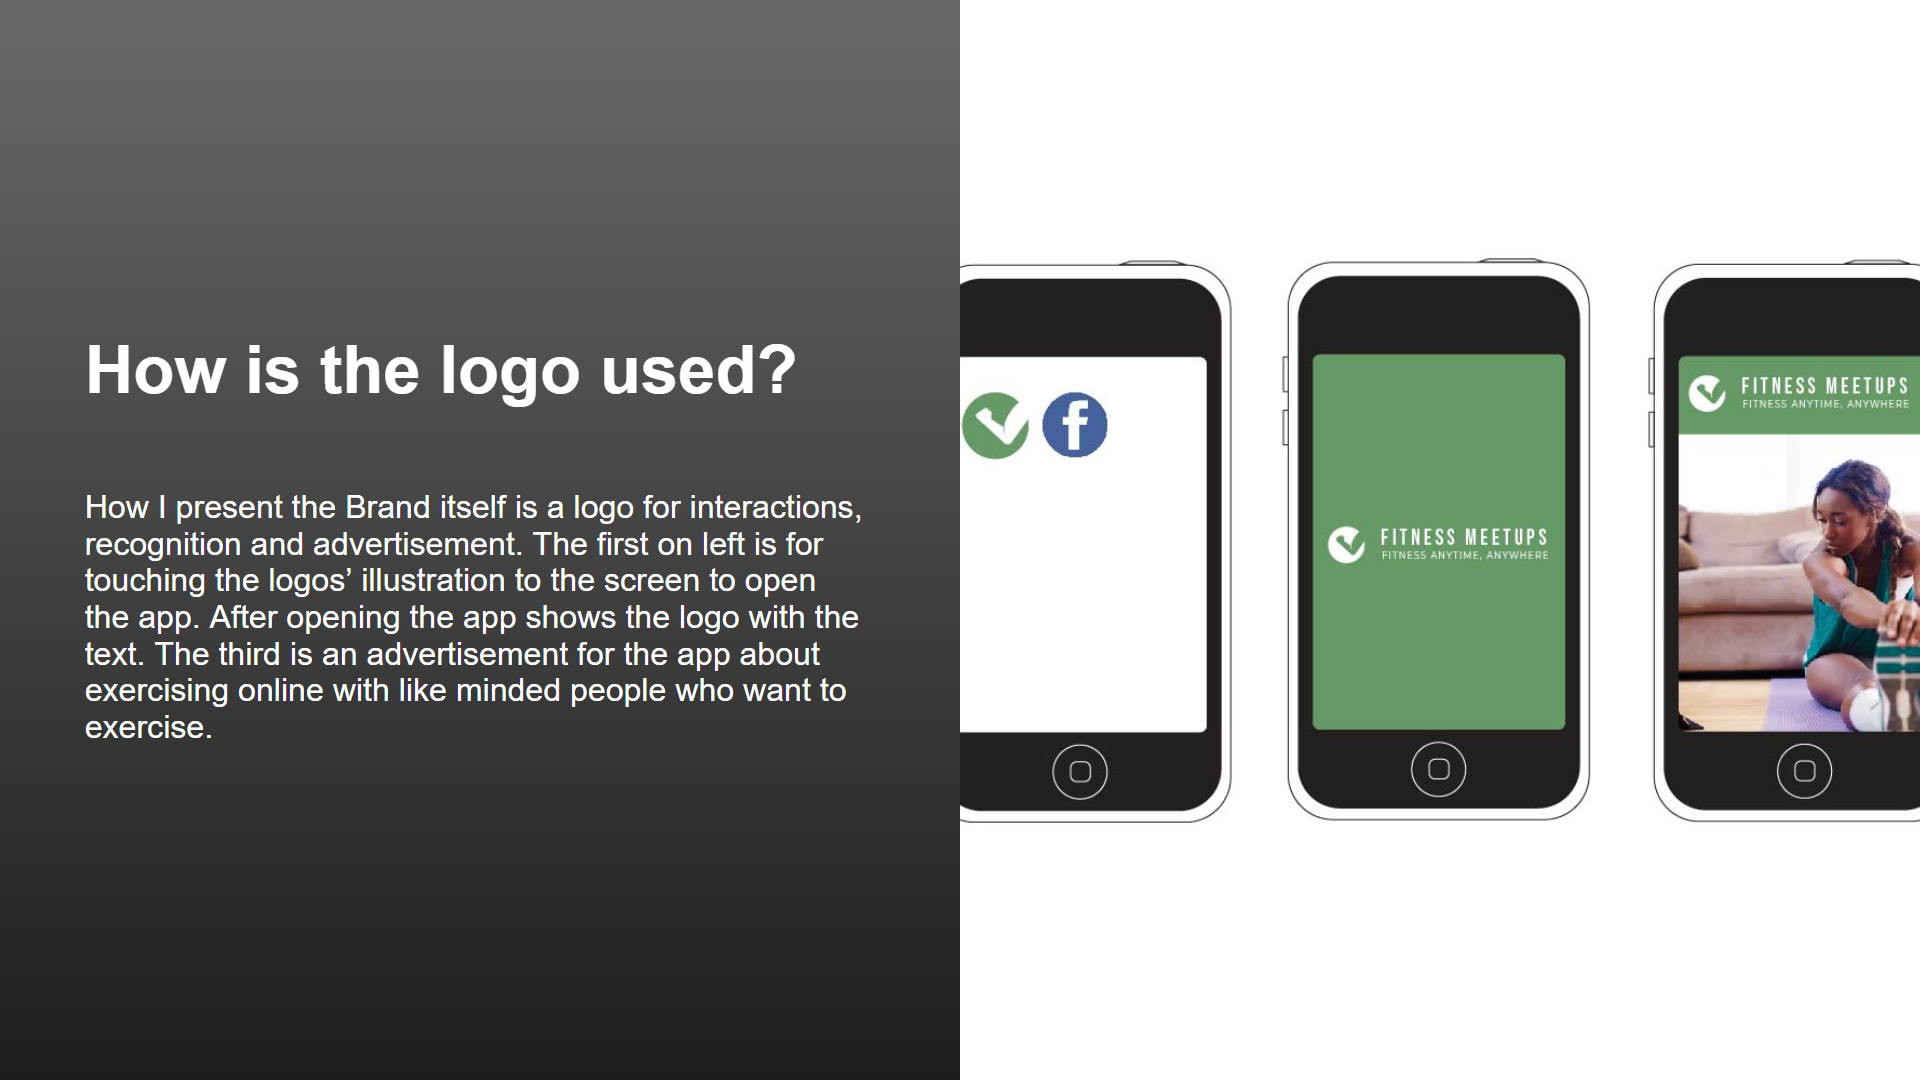 How is the logo used?
How I present the Brand itself is a logo for interactions,
recognition and advertisement. The first on left is for
touching the logos’ illustration to the screen to open
the app. After opening the app shows the logo with the
text. The third is an advertisement for the app about
exercising online with like minded people who want to
exercise.
f
FITNESS MEETUPS
FITNESS ANYTIME, ANYWHERE
FITNESS MEETUPS
FITNESS ANYTIME, ANYWHERE